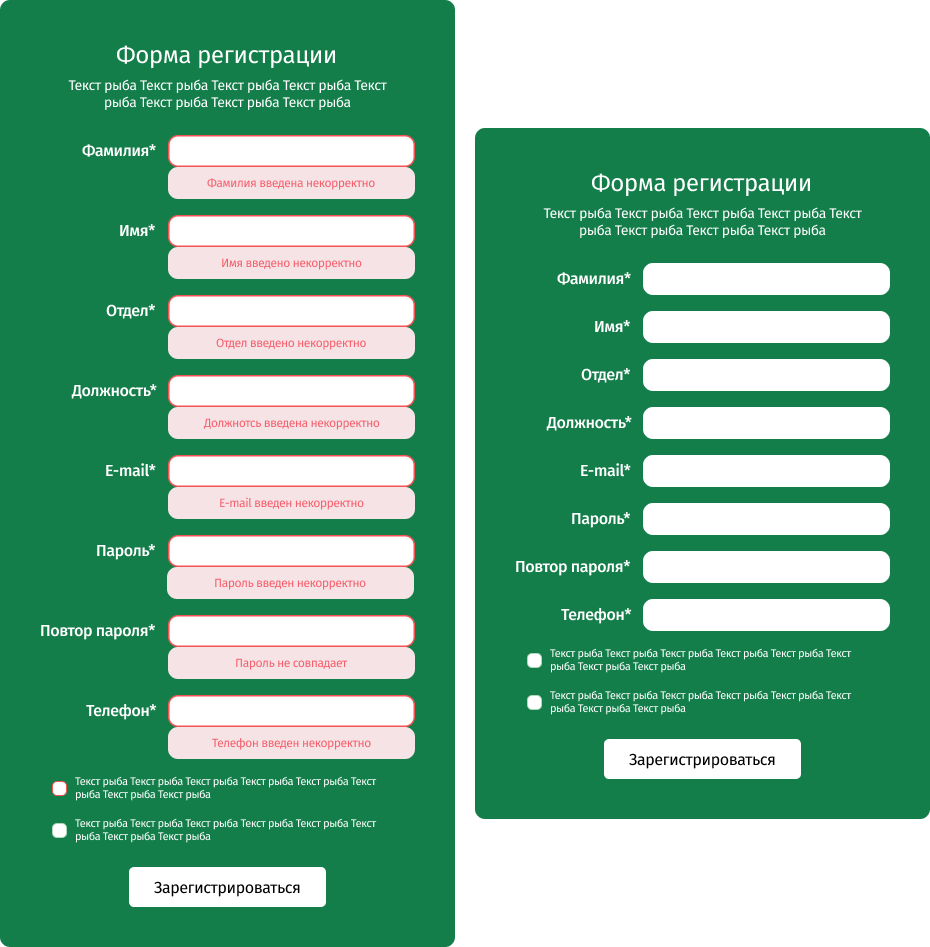 Форма регистрации
Текст рыба Текст рыба Текст рыба Текст рыба Текст
рыба Текст рыба Текст рыба Текст рыба
Фамилия*
Фамилия введена некорректно
Имя*
Имя введено некорректно
Отдел*
Отдел введено некорректно
Должность*
Должнотсь введена некорректно
E-mail*
E-mail введен некорректно
Пароль*
Пароль введен некорректно
Повтор пароля*
Пароль не совпадает
Телефон*
Телефон введен некорректно
Текст рыба Текст рыба Текст рыба Текст рыба Текст рыба Текст
рыба Текст рыба Текст рыба
Текст рыба Текст рыба Текст рыба Текст рыба Текст рыба Текст
рыба Текст рыба Текст рыба
Зарегистрироваться
Форма регистрации
Текст рыба Текст рыба Текст рыба Текст рыба Текст
рыба Текст рыба Текст рыба Текст рыба
Фамилия*
Имя*
Отдел*
Должность*
E-mail*
Пароль*
Повтор пароля*
Телефон*
Текст рыба Текст рыба Текст рыба Текст рыба Текст рыба Текст
рыба Текст рыба Текст рыба
Текст рыба Текст рыба Текст рыба Текст рыба Текст рыба Текст
рыба Текст рыба Текст рыба
Зарегистрироваться